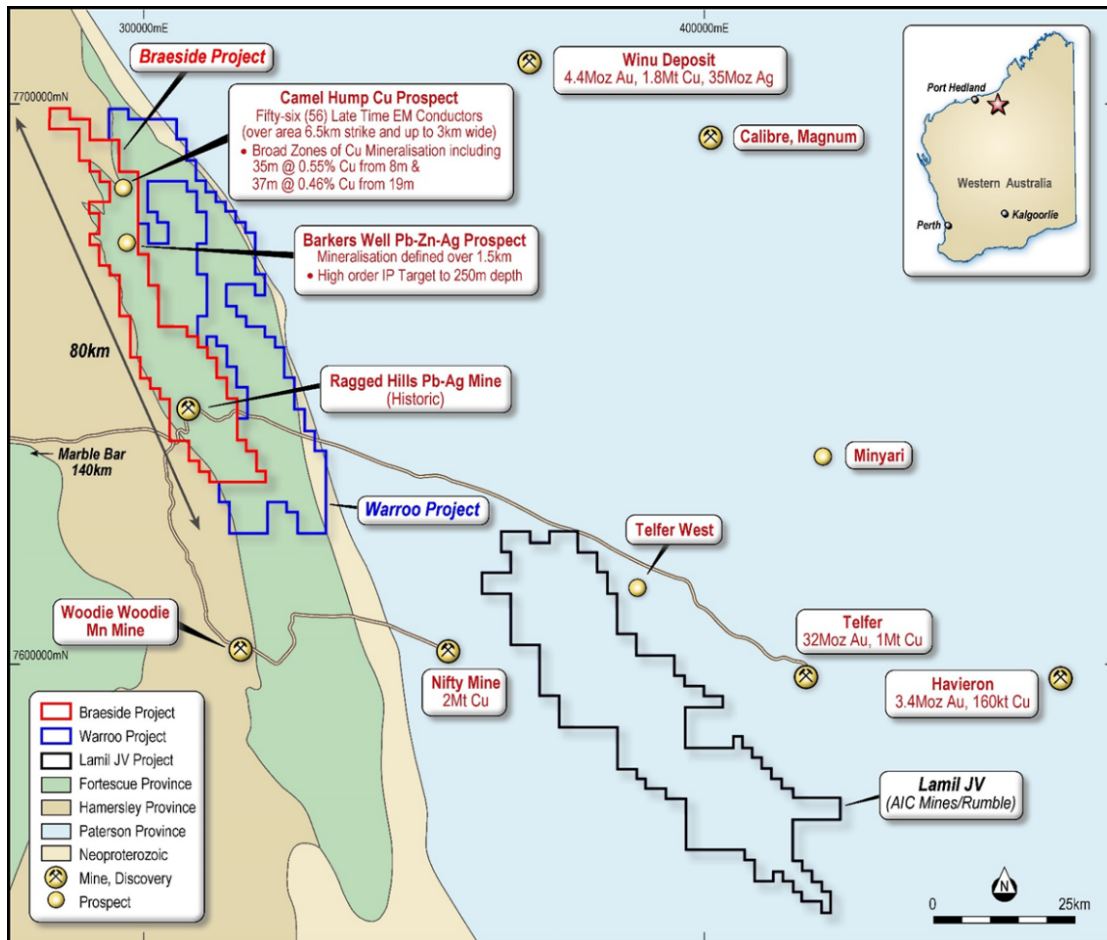 300000mE
400000mE
7700000mN
7600000mN
Braeside Project
Camel Hump Cu Prospect
Fifty-six (56) Late Time EM Conductors
(over area 6.5km strike and up to 3km wide)
• Broad Zones of Cu Mineralisation including
35m @ 0.55% Cu from 8m &
37m @ 0.46% Cu from 19m
Winu Deposit
4.4Moz Au, 1.8Mt Cu, 35Moz Ag
Calibre, Magnum
Port Hedland
Western Australia
Kalgoorlie
Perth
Barkers Well Pb-Zn-Ag Prospect
Mineralisation defined over 1.5km
• High order IP Target to 250m depth
80km
Ragged Hills Pb-Ag Mine
(Historic)
Marble Bar
140km
Minyari
Warroo Project
Telfer West
Woodie Woodie
Mn Mine
Nifty Mine
2Mt Cu
Telfer
32Moz Au, 1Mt Cu
Havieron
3.4Moz Au, 160kt Cu
Lamil JV
(AIC Mines/Rumble)
Braeside Project
Warroo Project
Lamil JV Project
Fortescue Province
Hamersley Province
Paterson Province
Neoproterozoic
Mine, Discovery
Prospect
N
0 25km